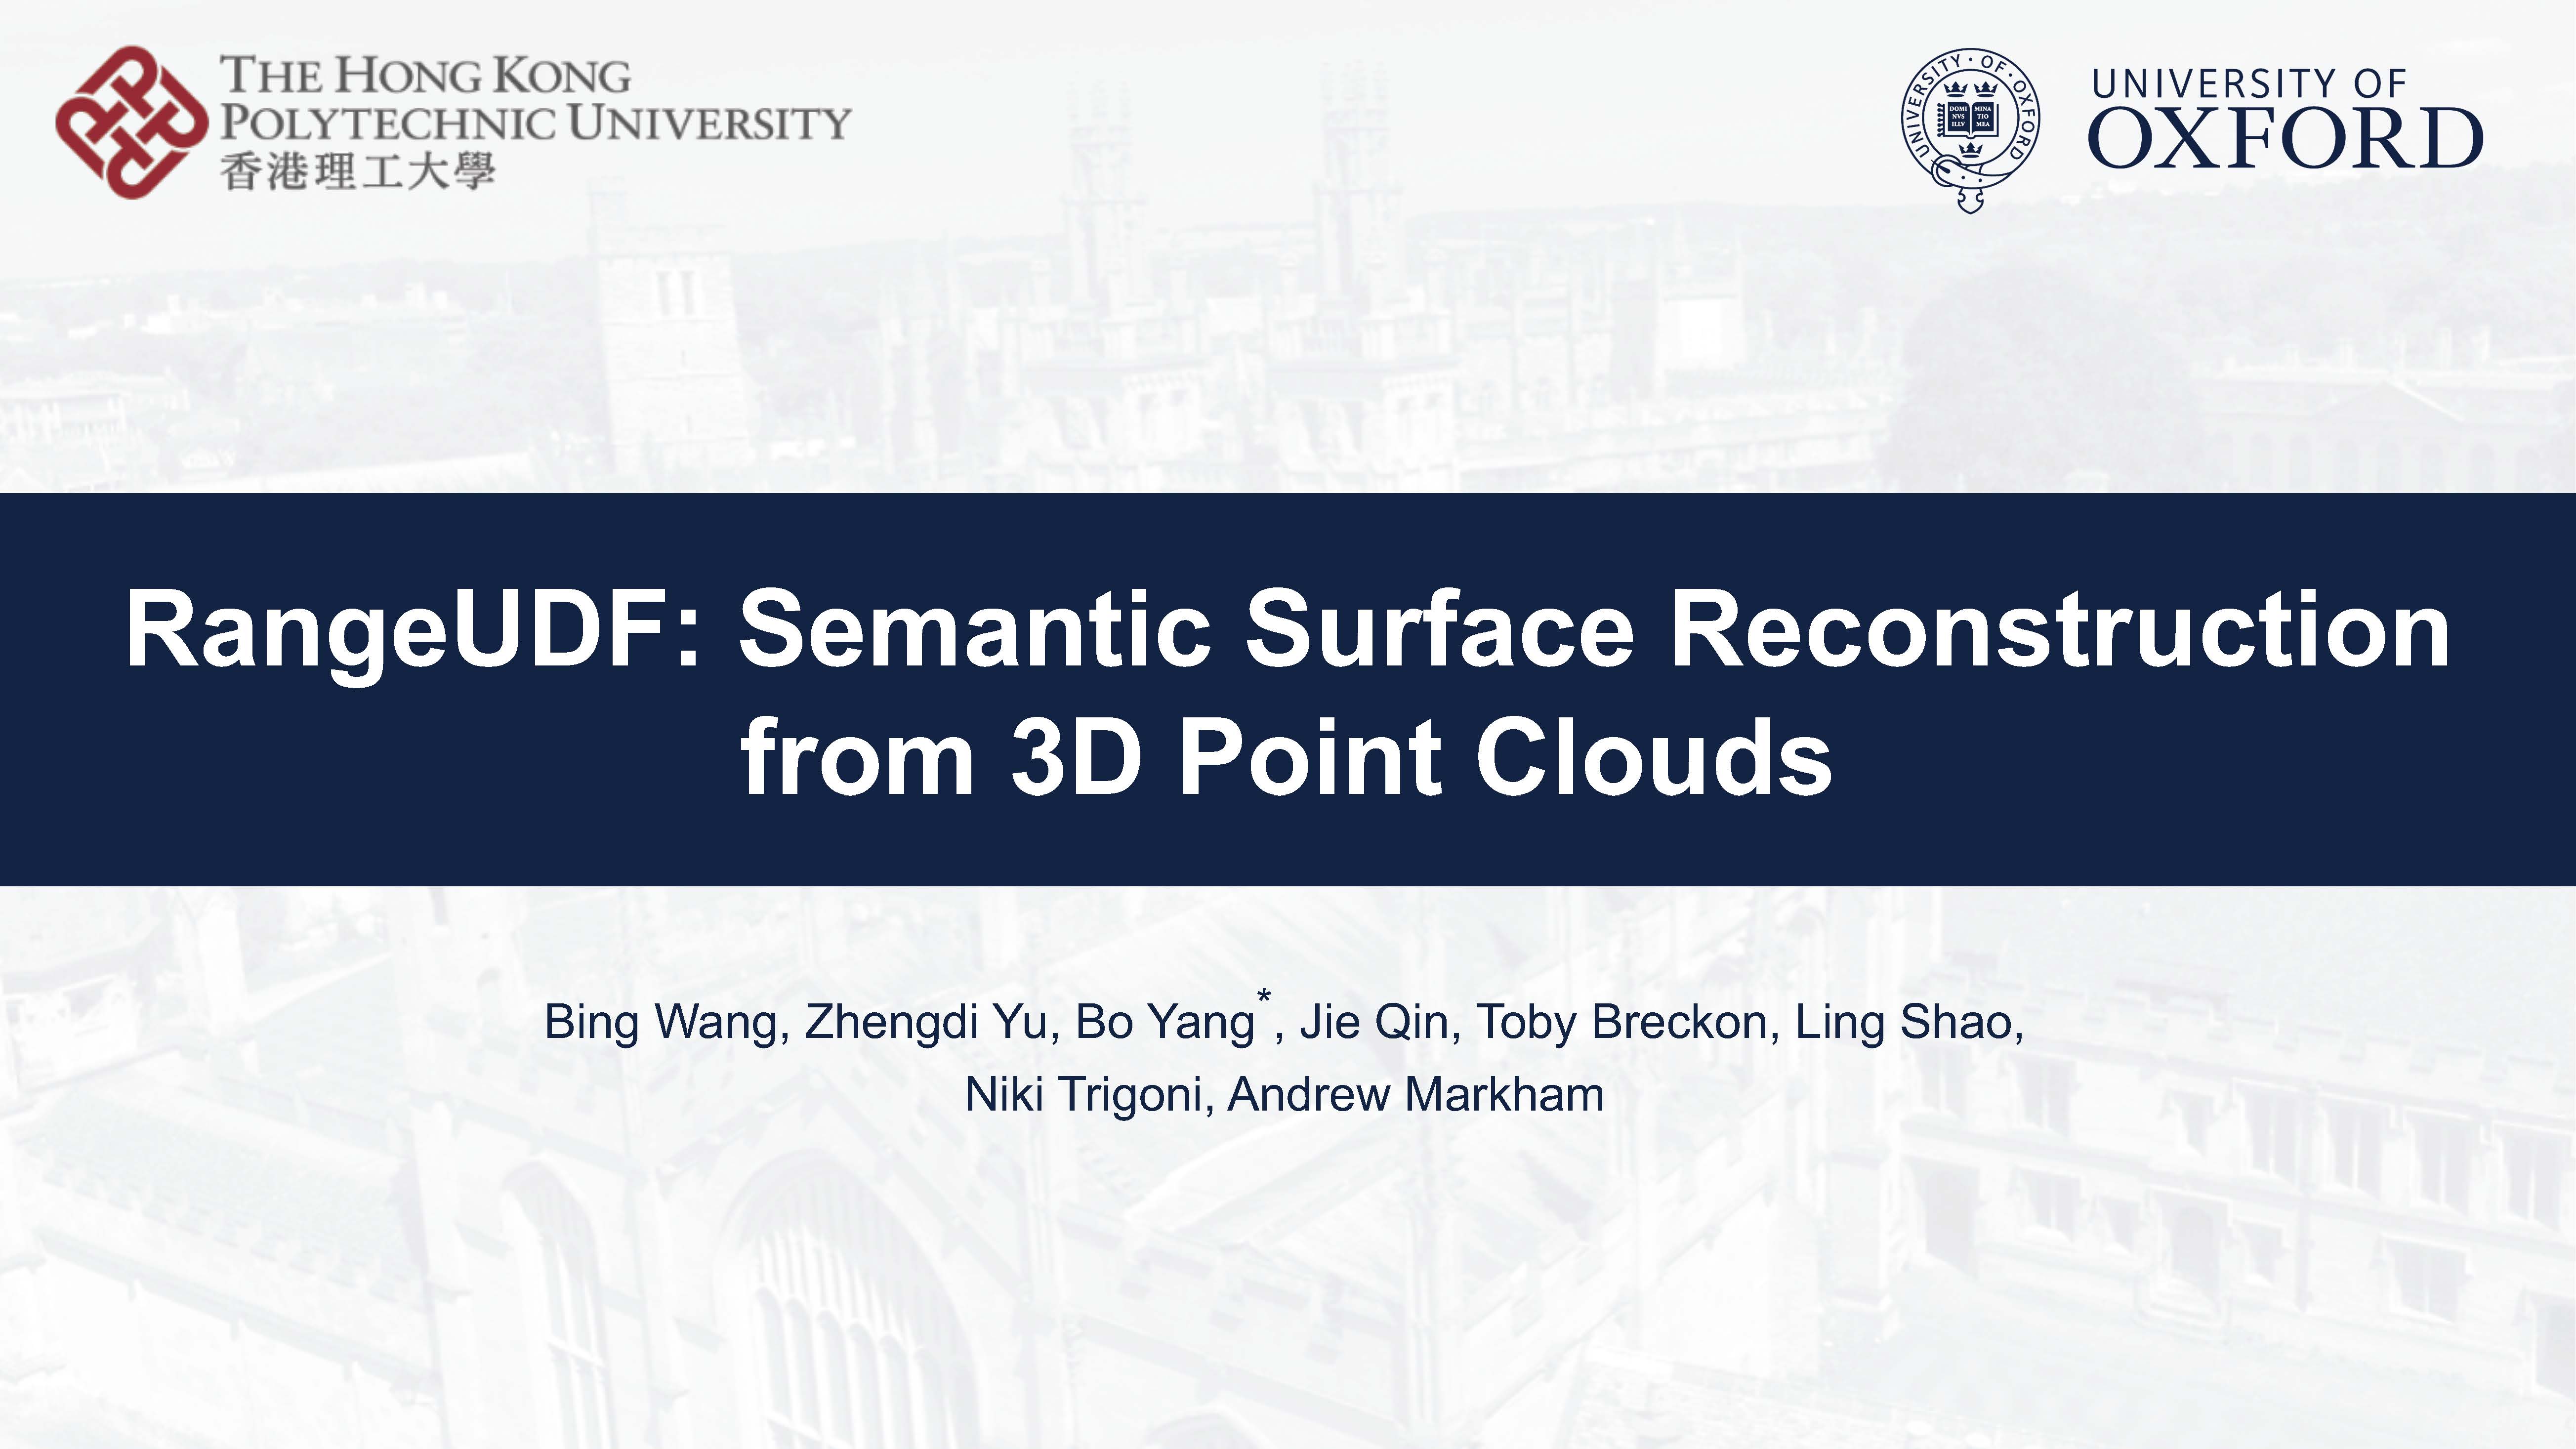 THE HONG KONG
POLYTECHNIC UNIVERSITY
香港理工大學
UNIVERSITY · OF · OXFORD
DOMI MINA
NVS TIO
ILLV MEA
UNIVERSITY OF
OXFORD
RangeUDF: Semantic Surface Reconstruction
from 3D Point Clouds
Bing Wang, Zhengdi Yu, Bo Yang*, Jie Qin, Toby Breckon, Ling Shao,
Niki Trigoni, Andrew Markham